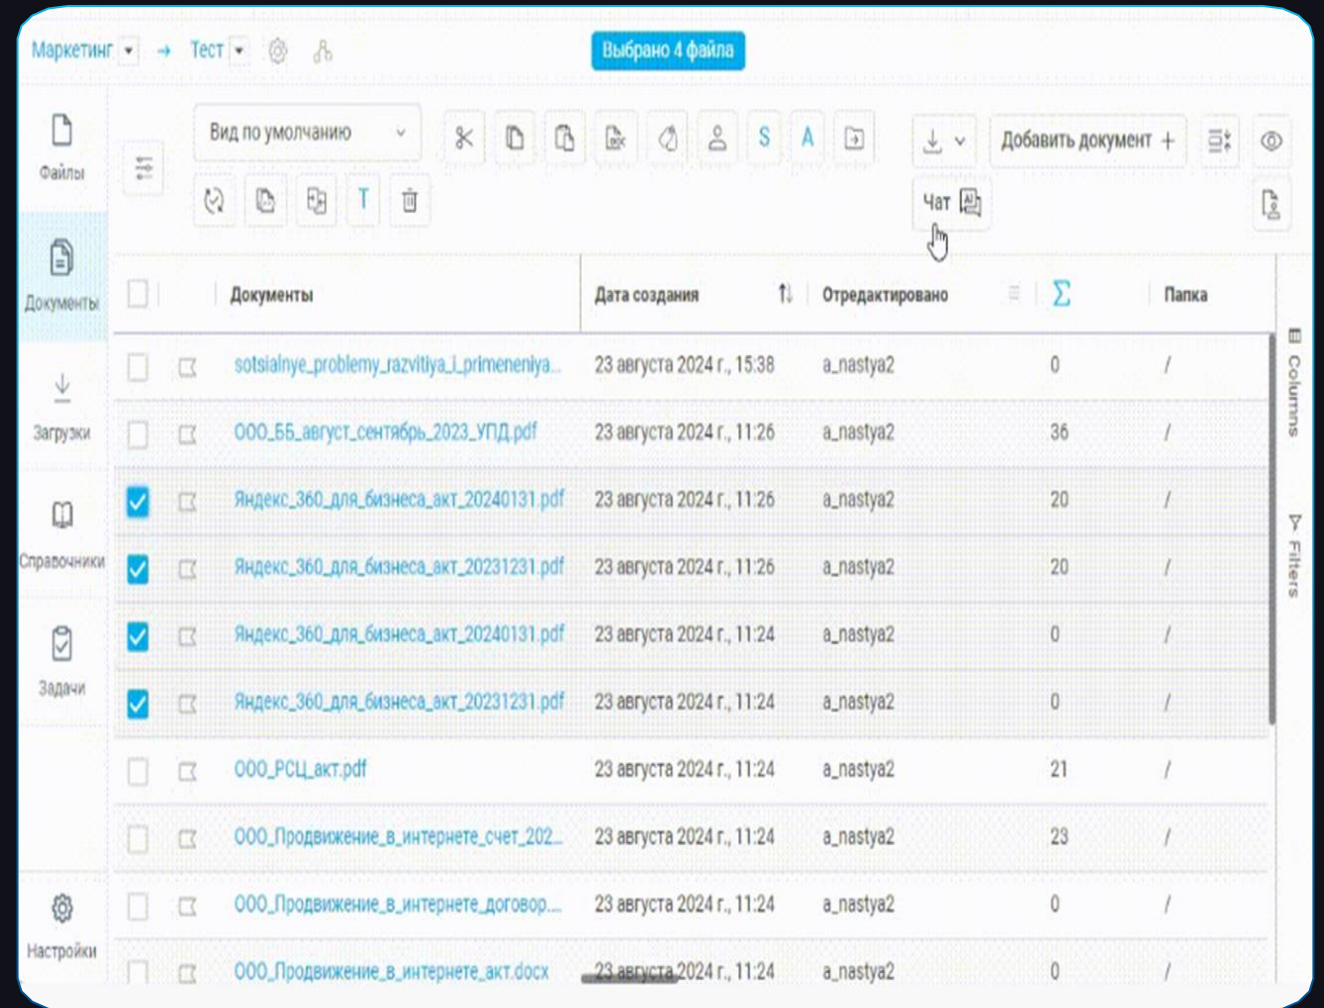 Маркетинг → Тест
Выбрано 4 файла
Файлы
Документы
Загрузки
Справочники
Задачи
Настройки
Вид по умолчанию
S A
Добавить документ +
T
Чат
Документы Дата создания Отредактировано Σ Папка
sotsialnye_problemy_razvitiya_i_primeneniya... 23 августа 2024 г., 15:38 a_nastya2 0 /
ООО_ББ_август_сентябрь_2023_УПД.pdf 23 августа 2024 г., 11:26 a_nastya2 36 /
Яндекс_360_для_бизнеса_акт_20240131.pdf 23 августа 2024 г., 11:26 a_nastya2 20 /
Яндекс_360_для_бизнеса_акт_20231231.pdf 23 августа 2024 г., 11:26 a_nastya2 20 /
Яндекс_360_для_бизнеса_акт_20240131.pdf 23 августа 2024 г., 11:24 a_nastya2 0 /
Яндекс_360_для_бизнеса_акт_20231231.pdf 23 августа 2024 г., 11:24 a_nastya2 0 /
ООО_РСЦ_акт.pdf 23 августа 2024 г., 11:24 a_nastya2 21 /
ООО_Продвижение_в_интернете_счет_202... 23 августа 2024 г., 11:24 a_nastya2 23 /
ООО_Продвижение_в_интернете_договор.... 23 августа 2024 г., 11:24 a_nastya2 0 /
ООО_Продвижение_в_интернете_акт.docx 23 августа 2024 г., 11:24 a_nastya2 0 /
Columns
Filters